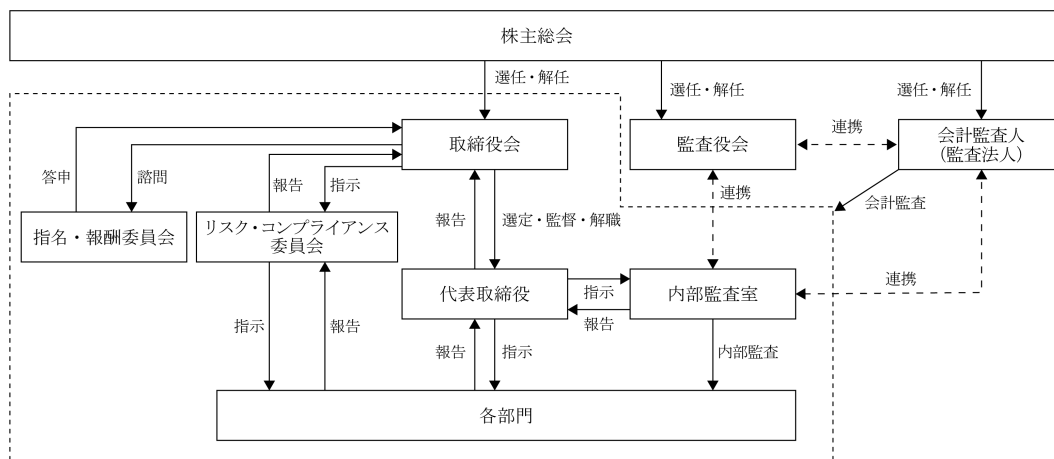 株主総会
選任・解任
選任・解任
選任・解任
取締役会
監査役会
連携
会計監査人
（監査法人）
答申
諮問
報告
指示
報告
選定・監督・解職
連携
会計監査
指名・報酬委員会
リスク・コンプライアンス
委員会
代表取締役
指示
報告
内部監査室
連携
指示
報告
報告
指示
内部監査
各部門